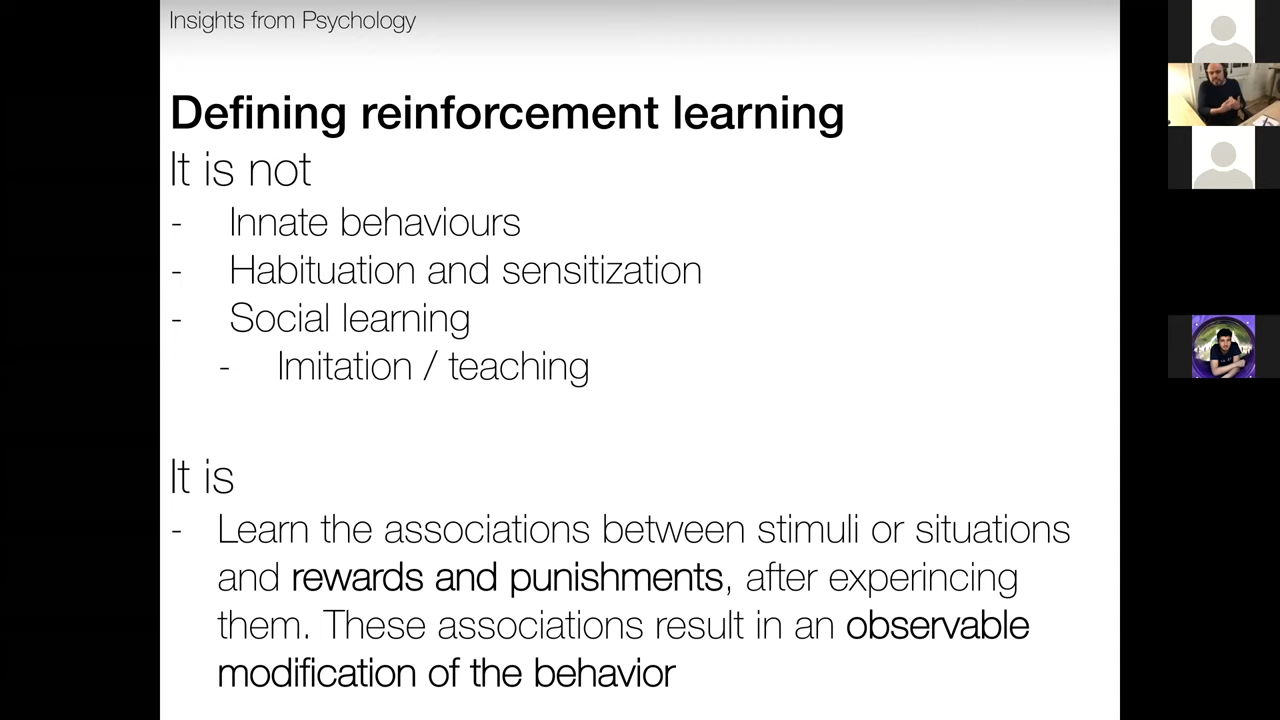 Insights from Psychology
Defining reinforcement learning
It is not
- Innate behaviours
- Habituation and sensitization
- Social learning
- Imitation / teaching
It is
- Learn the associations between stimuli or situations
and rewards and punishments, after experincing
them. These associations result in an observable
modification of the behavior